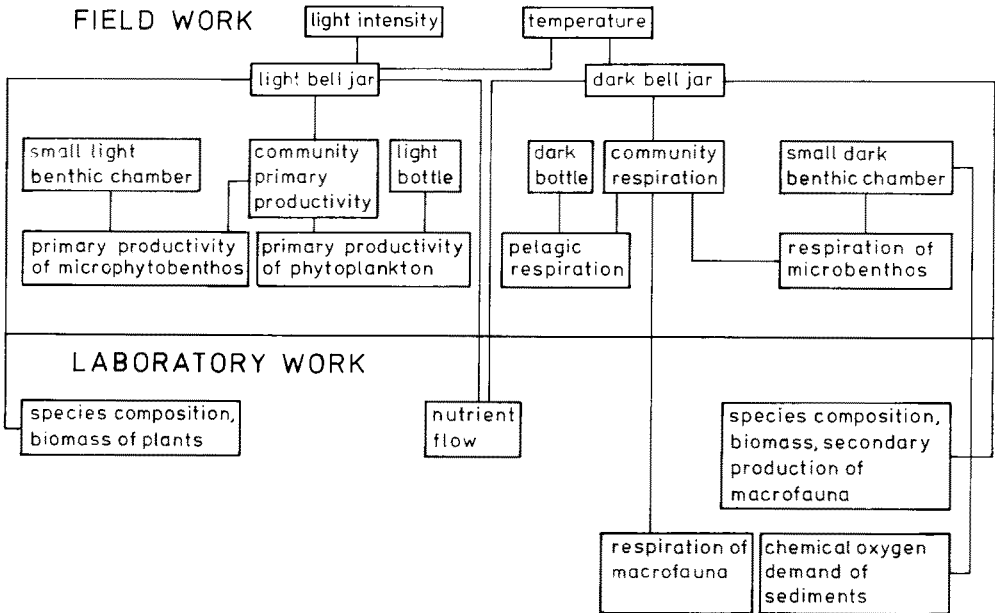 FIELD WORK
light intensity
temperature
light bell jar
dark bell jar
small light
benthic chamber
community
primary
productivity
light
bottle
dark
bottle
community
respiration
small dark
benthic chamber
primary productivity
of microphytobenthos
primary productivity
of phytoplankton
pelagic
respiration
respiration of
microbenthos
LABORATORY WORK
species composition,
biomass of plants
nutrient
flow
species composition,
biomass, secondary
production of
macrofauna
respiration of
macrofauna
chemical oxygen
demand of
sediments